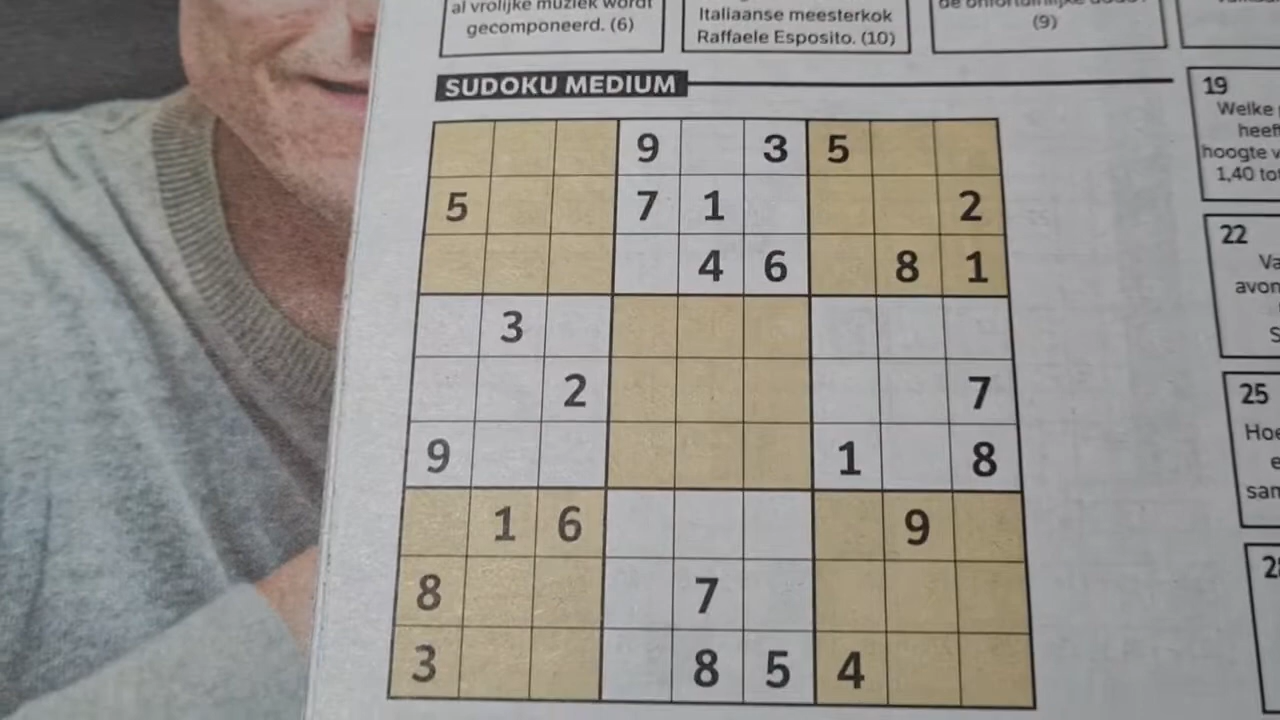 al vrolijke muziek wordt
gecomponeerd. (6)
Italiaanse meesterkok
Raffaele Esposito. (10)
(9)
SUDOKU MEDIUM
9 3 5
5 7 1 2
4 6 8 1
3
2 7
9 1 8
1 6 9
8 7
3 8 5 4
19
Welke
heeft
hoogte
1,40 tot
22
25